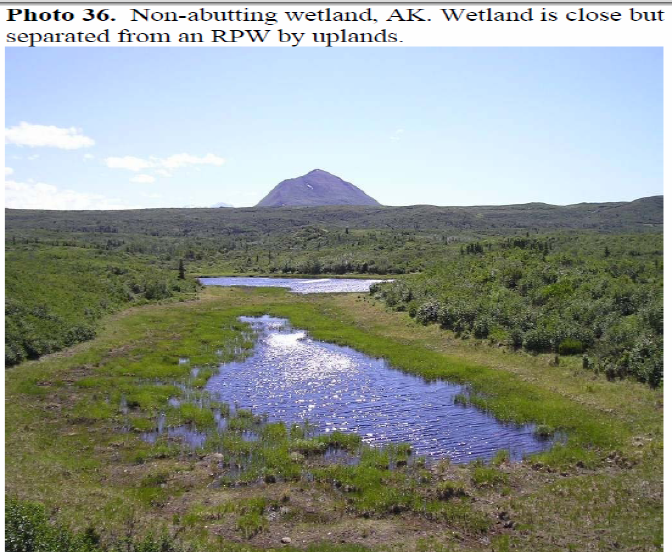 Photo 36. Non-abutting wetland, AK. Wetland is close but
separated from an RPW by uplands.